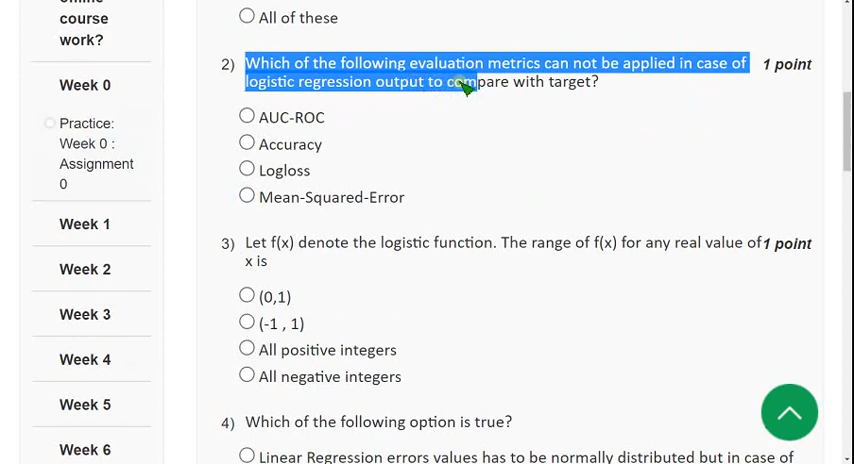 online
course
work?
Week 0
Practice:
Week 0 :
Assignment
0
Week 1
Week 2
Week 3
Week 4
Week 5
Week 6
All of these
2) Which of the following evaluation metrics can not be applied in case of 1 point
logistic regression output to compare with target?
AUC-ROC
Accuracy
Logloss
Mean-Squared-Error
3) Let f(x) denote the logistic function. The range of f(x) for any real value of 1 point
x is
(0,1)
(-1 , 1)
All positive integers
All negative integers
4) Which of the following option is true?
Linear Regression errors values has to be normally distributed but in case of